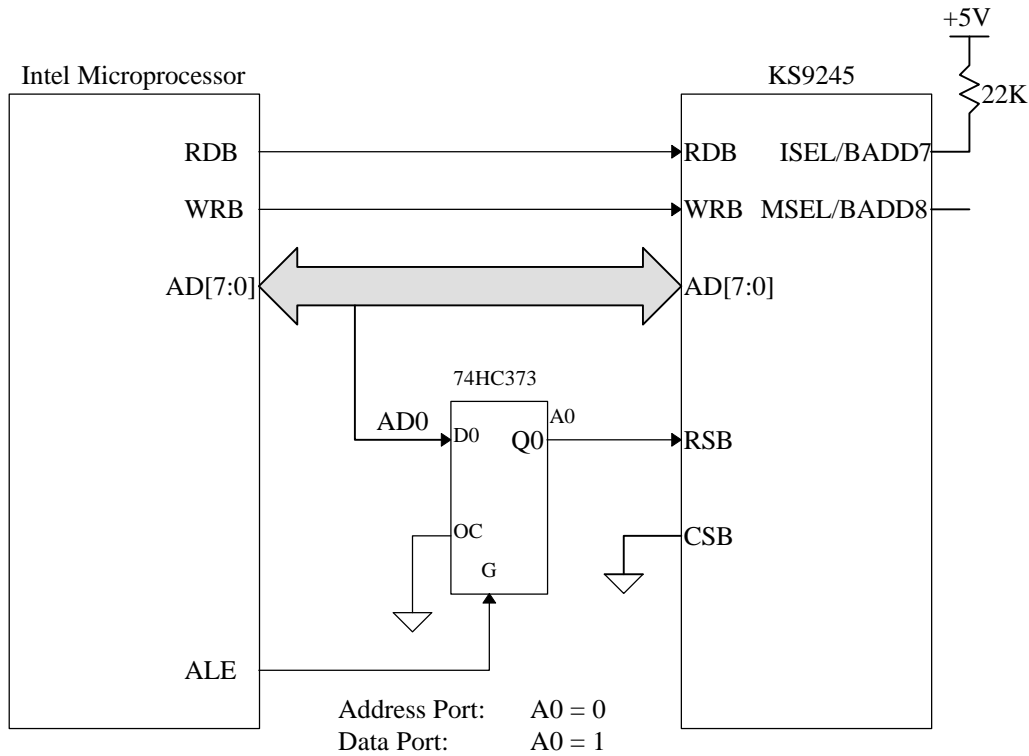 +5V
Intel Microprocessor
KS9245
22K
RDB
RDB
ISEL/BADD7
WRB
WRB
MSEL/BADD8
AD[7:0]
AD[7:0]
74HC373
AD0
D0
Q0
A0
RSB
OC
CSB
G
ALE
Address Port: A0 = 0
Data Port: A0 = 1